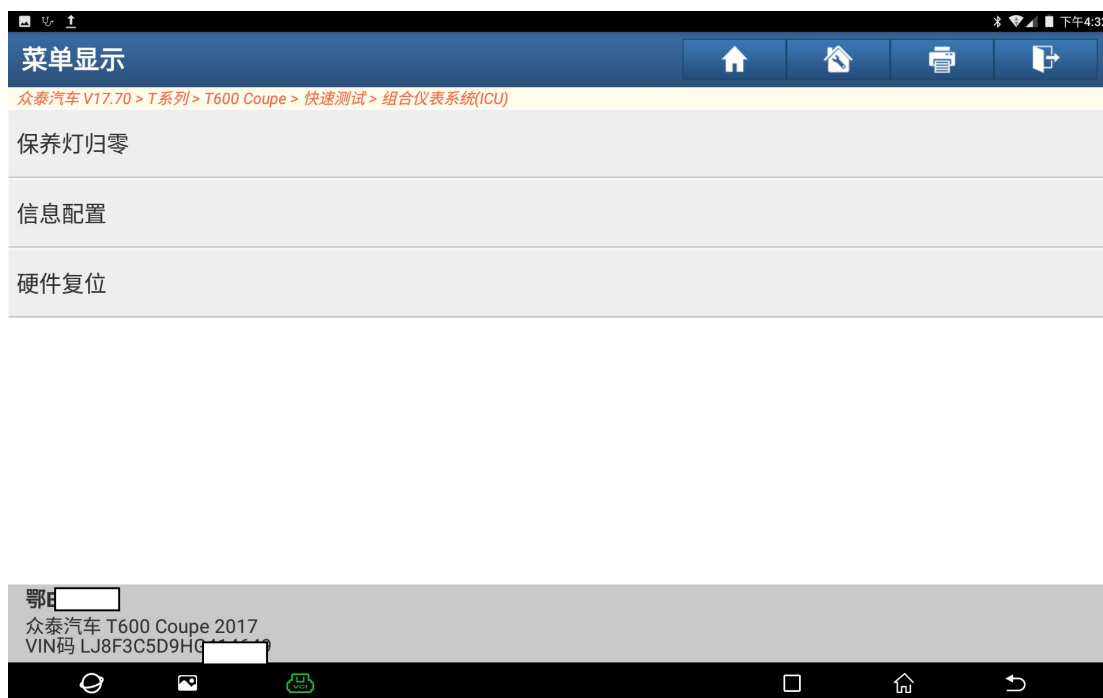 下午4:3
菜单显示
众泰汽车 V17.70 > T系列 > T600 Coupe > 快速测试 > 组合仪表系统(ICU)
保养灯归零
信息配置
硬件复位
鄂
众泰汽车 T600 Coupe 2017
VIN码 LJ8F3C5D9H
VCI